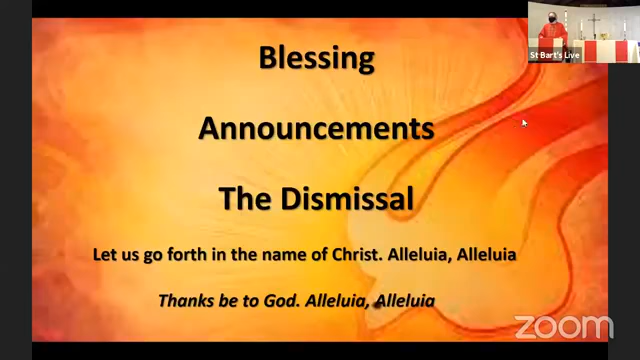 St Bart's Live
Blessing
Announcements
The Dismissal
Let us go forth in the name of Christ. Alleluia, Alleluia
Thanks be to God. Alleluia, Alleluia
zoom